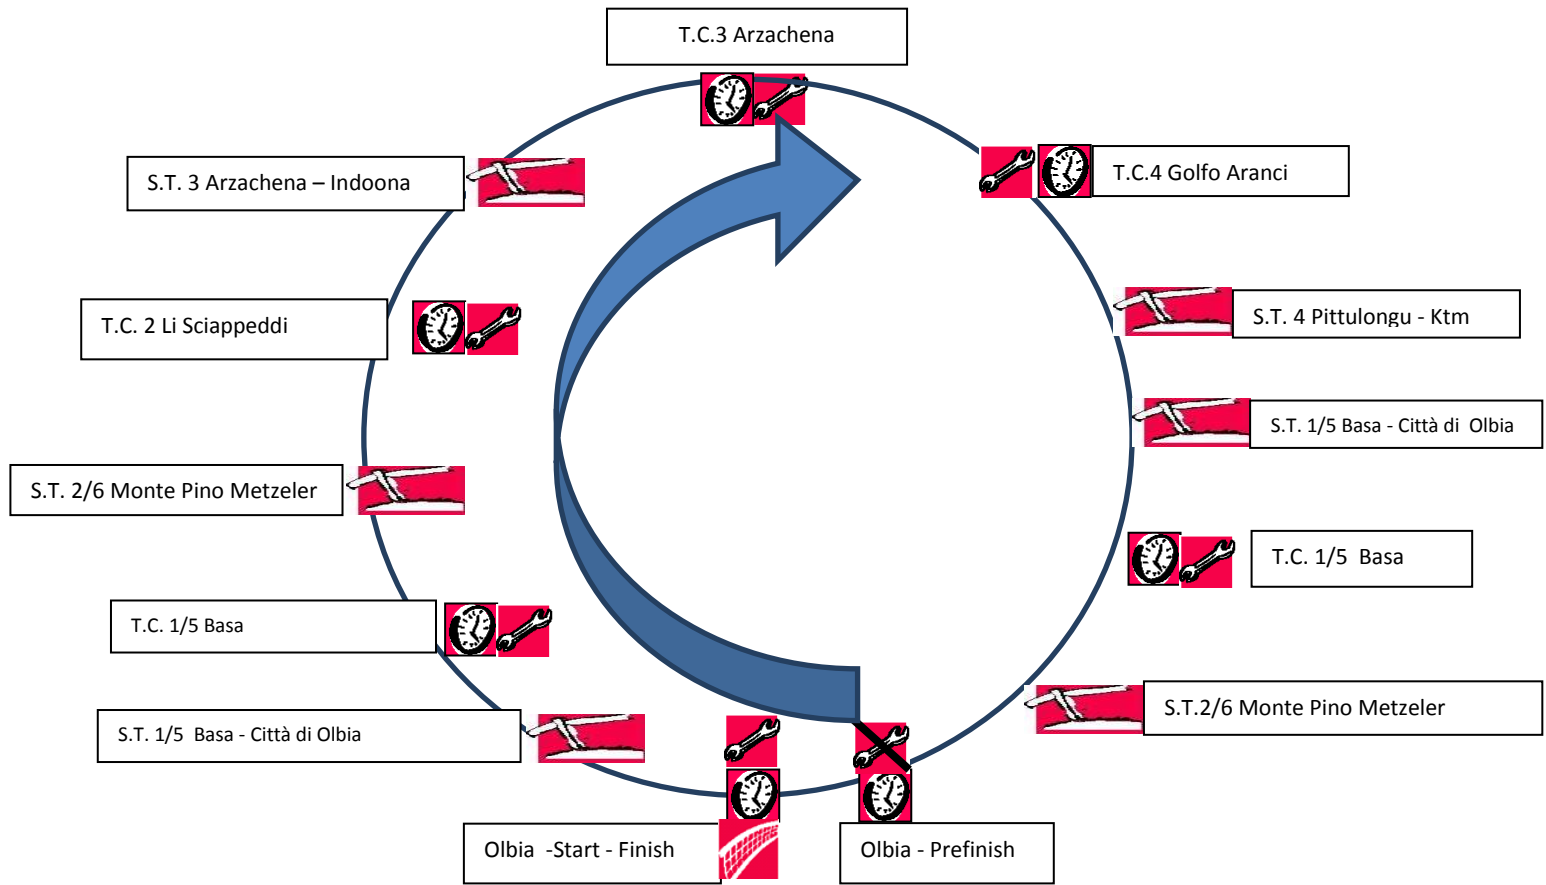 T.C.3 Arzachena
S.T. 3 Arzachena – Indoona
T.C.4 Golfo Aranci
T.C. 2 Li Sciappeddi
S.T. 4 Pittulongu - Ktm
S.T. 1/5 Basa - Città di  Olbia
S.T. 2/6 Monte Pino Metzeler
T.C. 1/5  Basa
T.C. 1/5 Basa
S.T.2/6 Monte Pino Metzeler
S.T. 1/5  Basa - Città di Olbia
Olbia  -Start - Finish
Olbia - Prefinish